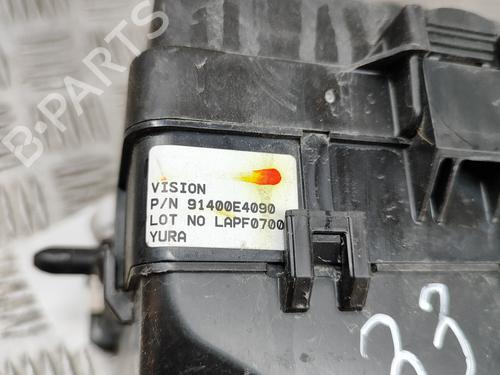 B-PARTS
VISION
P/N 91400E4090
LOT NO LAPF0700
YURA
33